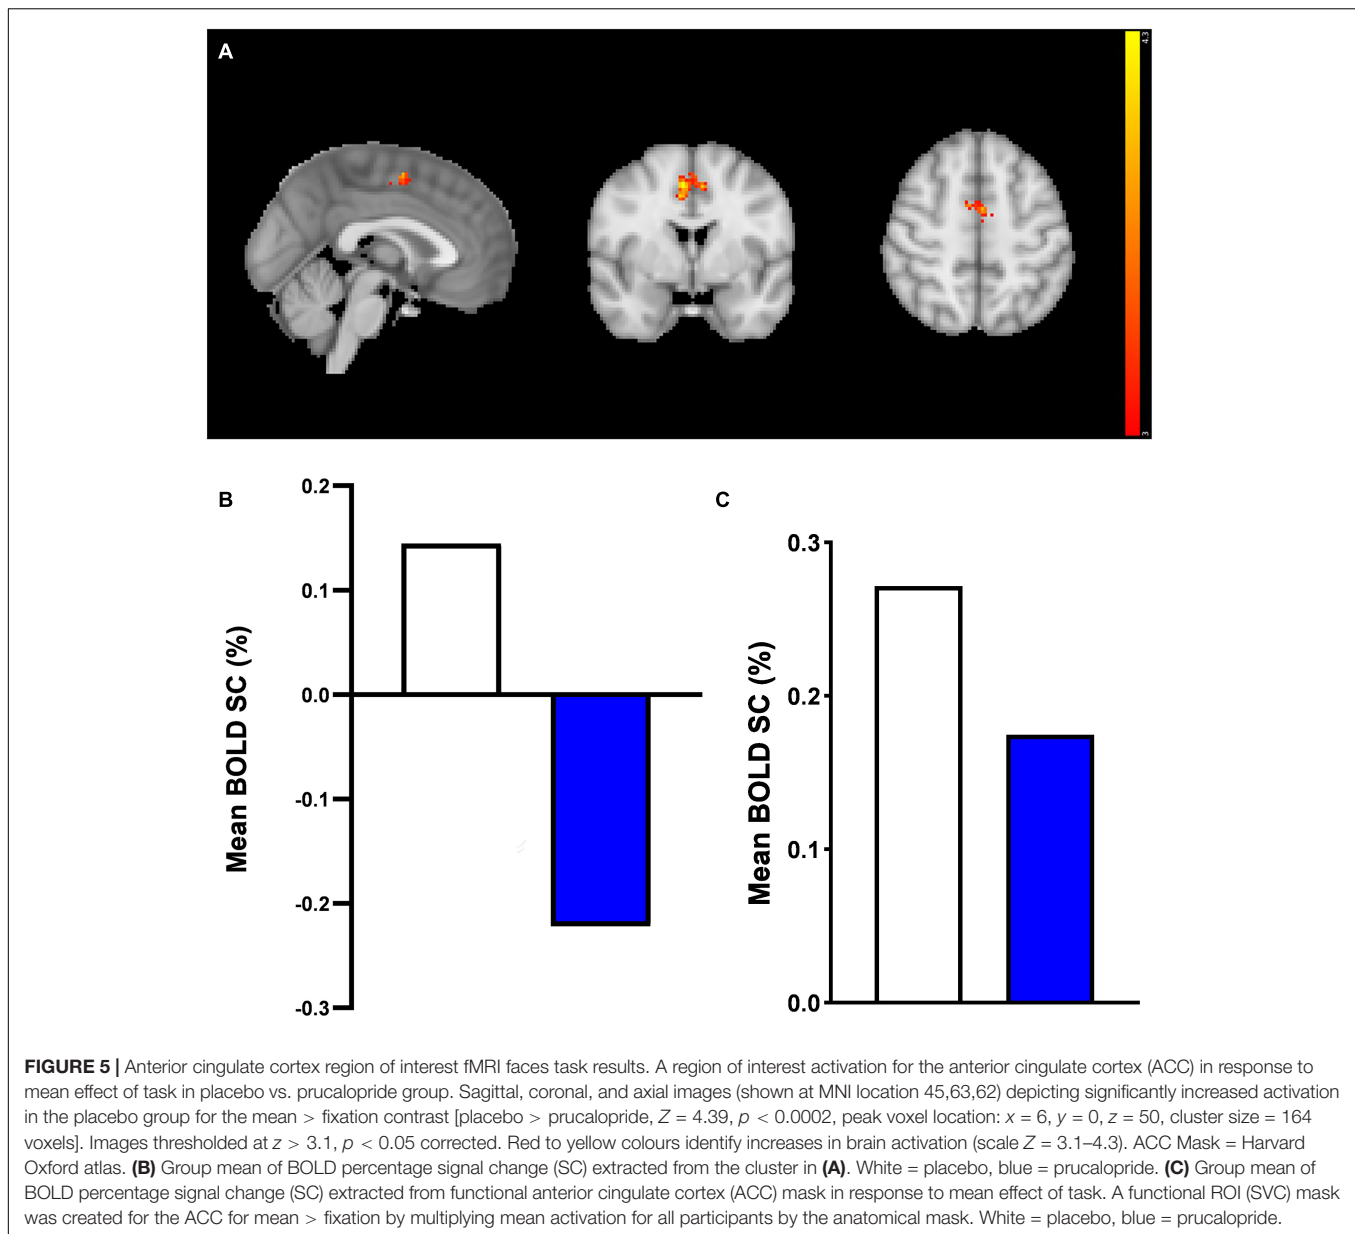 A
4.3
3
B
0.2
0.1
0.0
-0.1
-0.2
-0.3
Mean BOLD SC (%)
C
0.3
0.2
0.1
0.0
Mean BOLD SC (%)
FIGURE 5 | Anterior cingulate cortex region of interest fMRI faces task results. A region of interest activation for the anterior cingulate cortex (ACC) in response to
mean effect of task in placebo vs. prucalopride group. Sagittal, coronal, and axial images (shown at MNI location 45,63,62) depicting significantly increased activation
in the placebo group for the mean > fixation contrast [placebo > prucalopride, Z = 4.39, p < 0.0002, peak voxel location: x = 6, y = 0, z = 50, cluster size = 164
voxels]. Images thresholded at z > 3.1, p < 0.05 corrected. Red to yellow colours identify increases in brain activation (scale Z = 3.1–4.3). ACC Mask = Harvard
Oxford atlas. (B) Group mean of BOLD percentage signal change (SC) extracted from the cluster in (A). White = placebo, blue = prucalopride. (C) Group mean of
BOLD percentage signal change (SC) extracted from functional anterior cingulate cortex (ACC) mask in response to mean effect of task. A functional ROI (SVC) mask
was created for the ACC for mean > fixation by multiplying mean activation for all participants by the anatomical mask. White = placebo, blue = prucalopride.